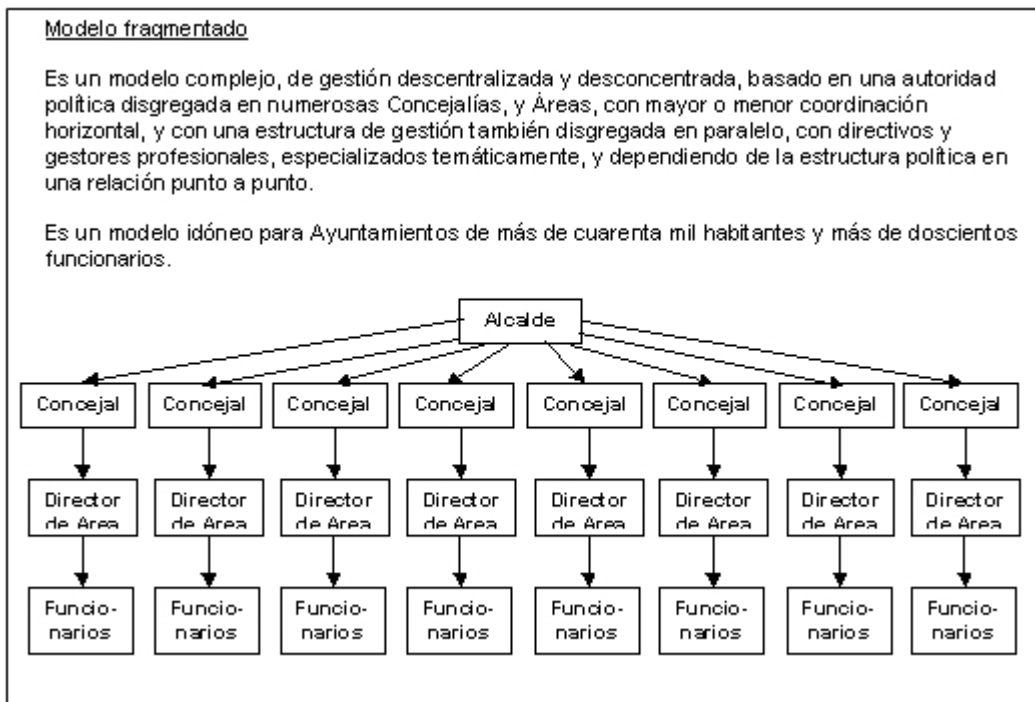 Modelo fragmentado
Es un modelo complejo, de gestión descentralizada y desconcentrada, basado en una autoridad
política disgregada en numerosas Concejalías, y Áreas, con mayor o menor coordinación
horizontal, y con una estructura de gestión también disgregada en paralelo, con directivos y
gestores profesionales, especializados temáticamente, y dependiendo de la estructura política en
una relación punto a punto.
Es un modelo idóneo para Ayuntamientos de más de cuarenta mil habitantes y más de doscientos
funcionarios.
Alcalde
Concejal Concejal Concejal Concejal Concejal Concejal Concejal Concejal
Director Director Director Director Director Director Director Director
de Area de Area de Area de Area de Area de Area de Area de Area
Funcio- Funcio- Funcio- Funcio- Funcio- Funcio- Funcio- Funcio-
narios narios narios narios narios narios narios narios